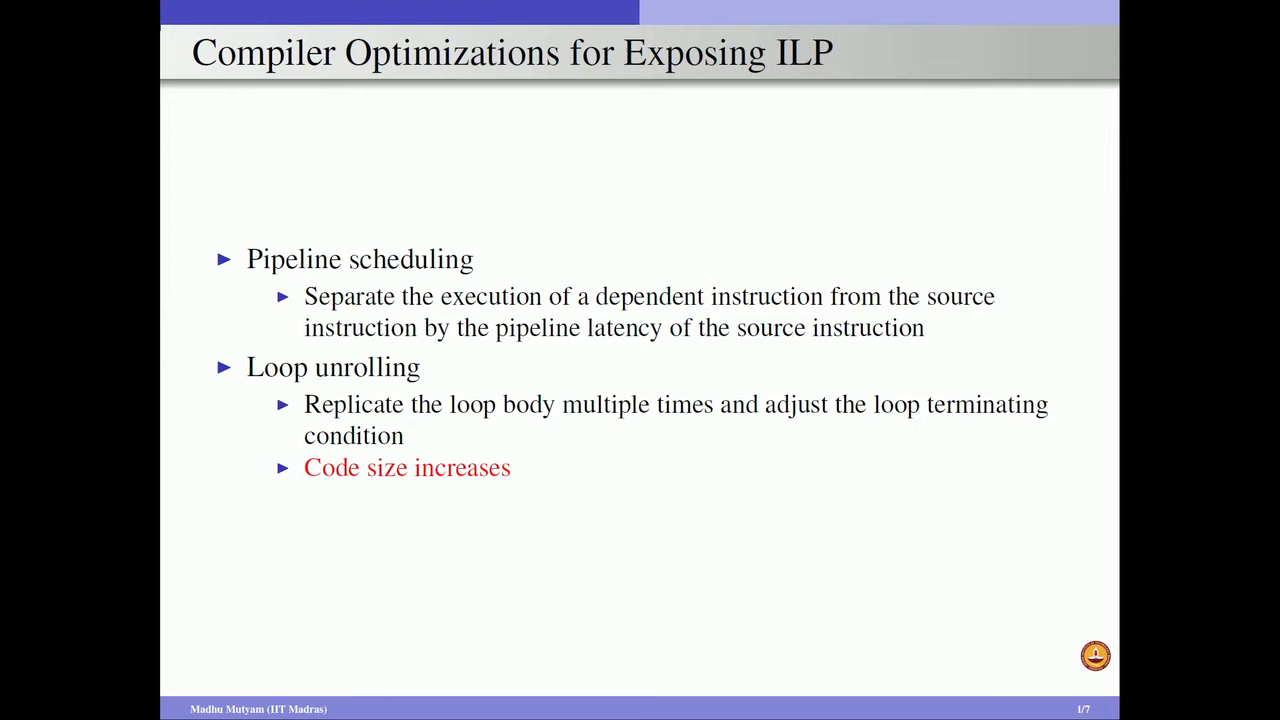 Compiler Optimizations for Exposing ILP
Pipeline scheduling
Separate the execution of a dependent instruction from the source
instruction by the pipeline latency of the source instruction
Loop unrolling
Replicate the loop body multiple times and adjust the loop terminating
condition
Code size increases
Madhu Mutyam (IIT Madras)
1/7